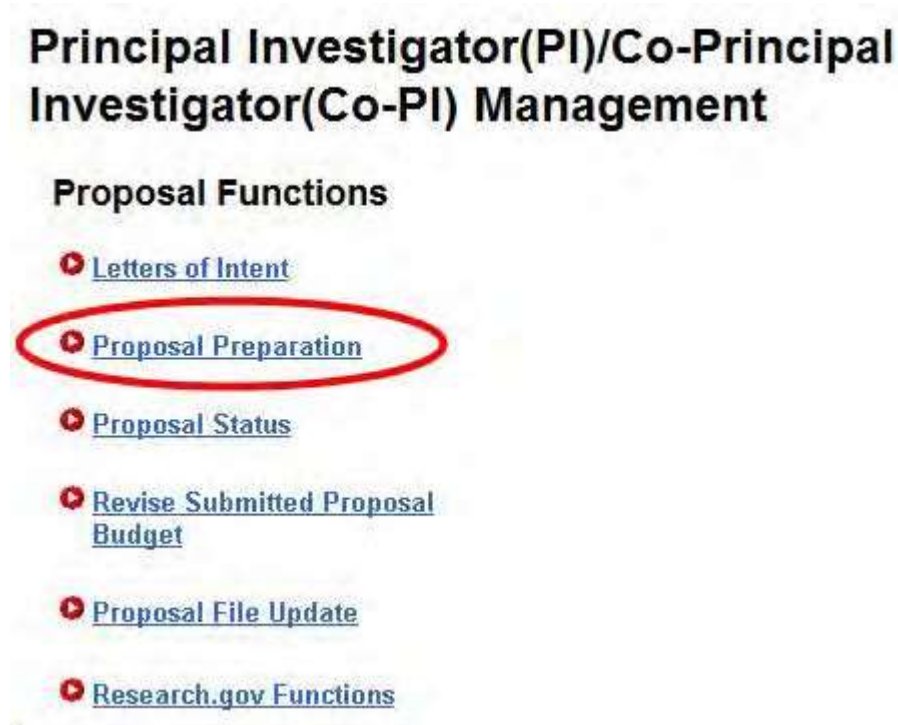 Principal Investigator(PI)/Co-Principal
Investigator(Co-PI) Management
Proposal Functions
Letters of Intent
Proposal Preparation
Proposal Status
Revise Submitted Proposal
Budget
Proposal File Update
Research.gov Functions